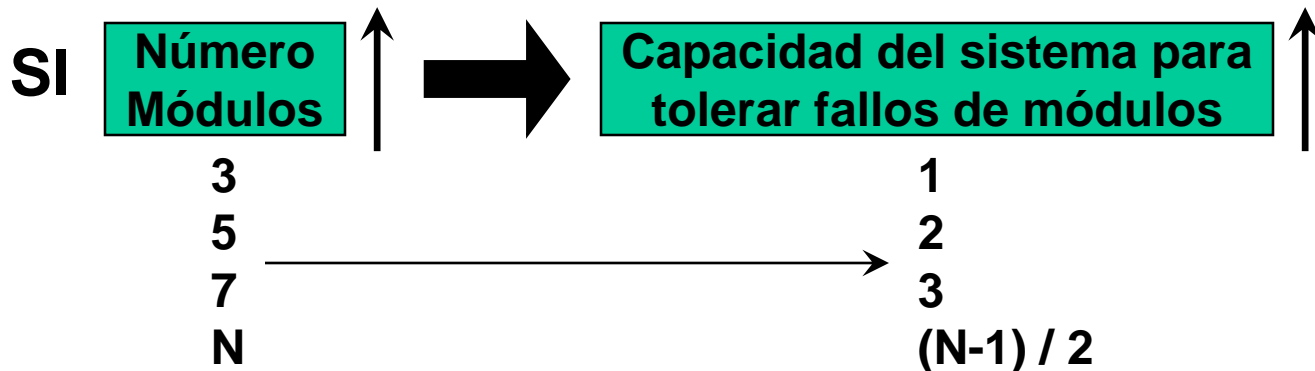 SI
Número
Módulos
Capacidad del sistema para
tolerar fallos de módulos
3 1
5 2
7 3
N (N-1) / 2